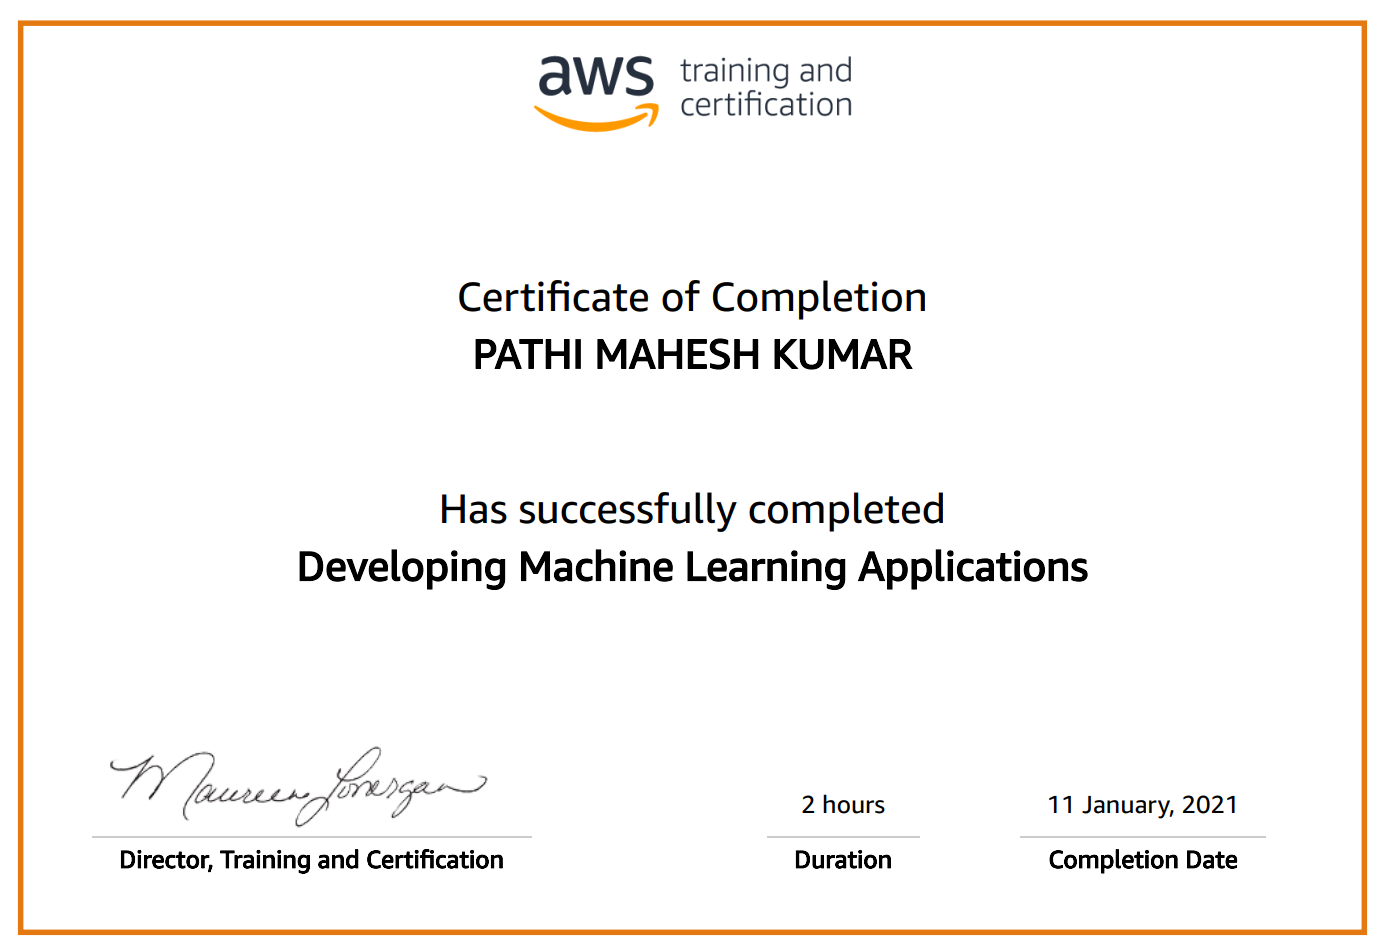 aws training and
certification
Certificate of Completion
PATHI MAHESH KUMAR
Has successfully completed
Developing Machine Learning Applications
Maureen Lonergan
2 hours
11 January, 2021
Director, Training and Certification
Duration
Completion Date